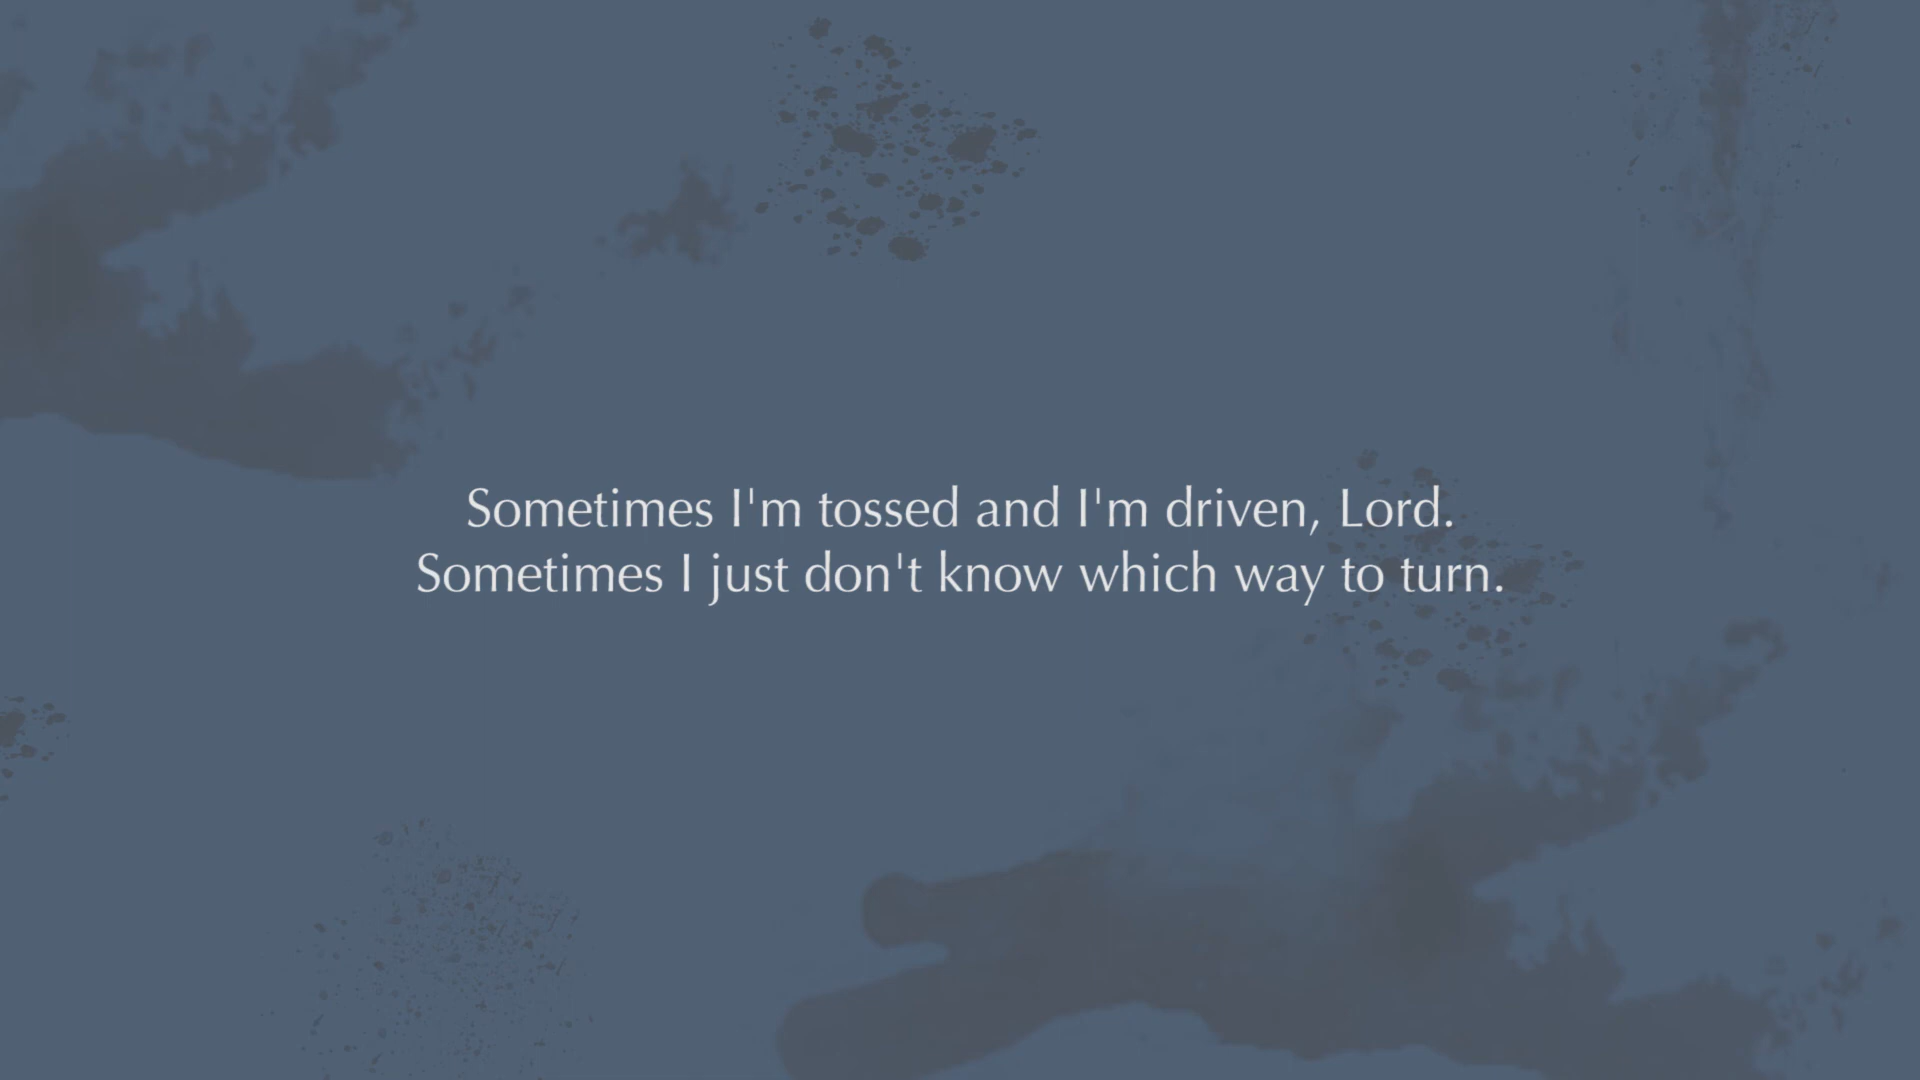 Sometimes I'm tossed and I'm driven, Lord.
Sometimes I just don't know which way to turn.